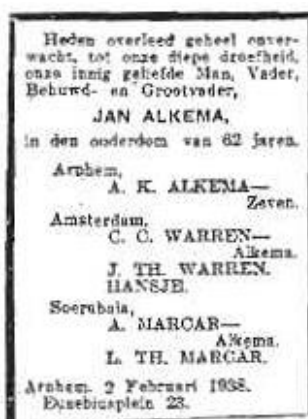 Heden overleed geheel onver-
wacht, tot onze diepe droefheid,
onze innig geliefde Man, Vader,
Behuwd- en Grootvader,
JAN ALKEMA,
in den ouderdom van 62 jaren.
Arnhem,
A. K. ALKEMA—
Zeven.
Amsterdam,
C. C. WARREN—
Alkema.
J. TH. WARREN.
HANSJE.
Soerabaia,
A. MARCAR—
Alkema.
L. TH. MARCAR.
Arnhem, 2 Februari 1938.
Eusebiusplein 23.